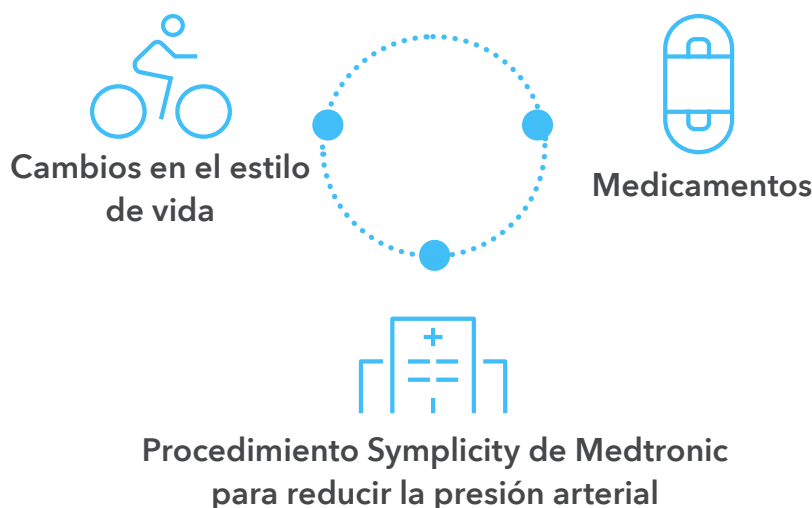 Cambios en el estilo
de vida
Medicamentos
Procedimiento Symplicity de Medtronic
para reducir la presión arterial